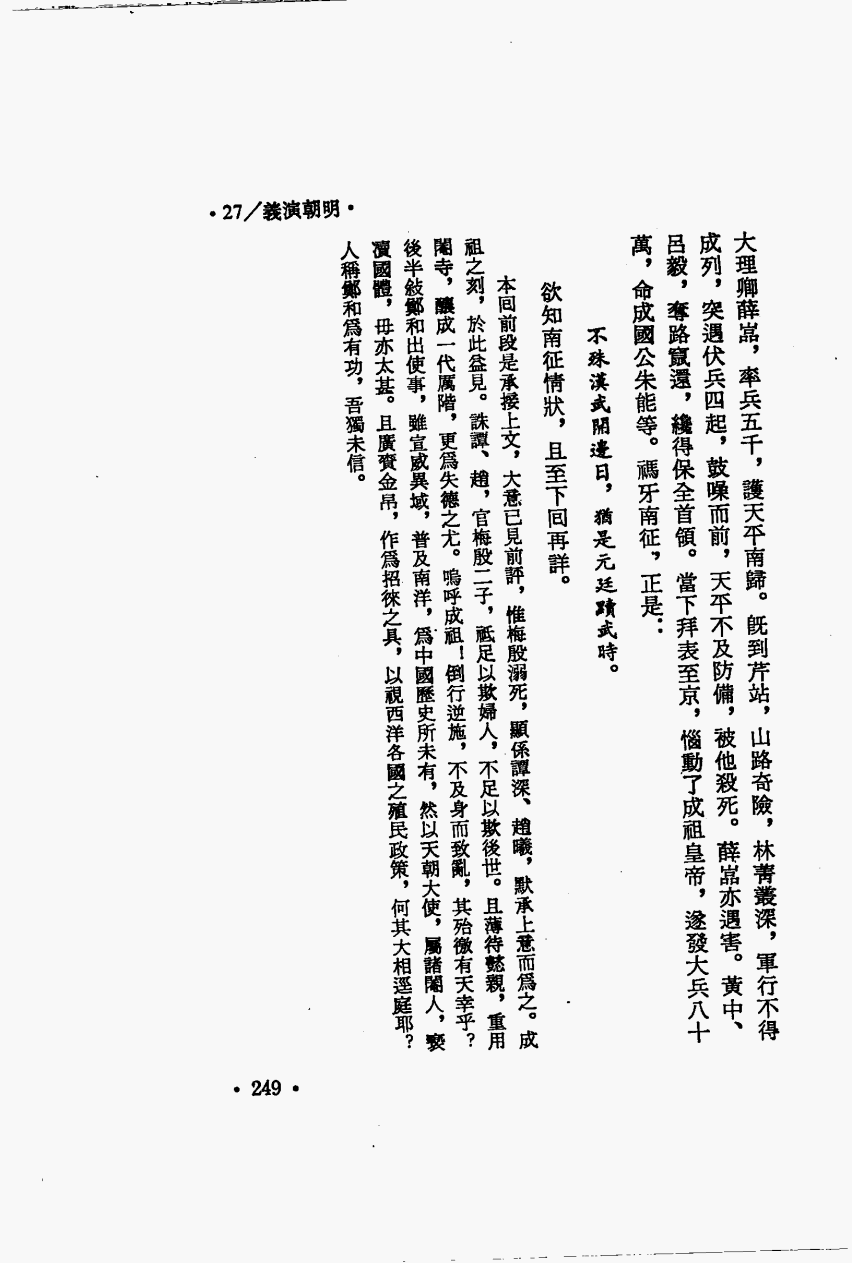 •27/義演朝明•
大理卿薛嵓，率兵五千，護天平南歸。旣到芹站，山路奇險，林菁叢深，軍行不得
成列，突遇伏兵四起，鼓噪而前，天平不及防備，被他殺死。薛嵓亦遇害。黃中、
呂毅，奪路竄還，纔得保全首領。當下拜表至京，惱動了成祖皇帝，遂發大兵八十
萬，命成國公朱能等。禡牙南征，正是：
不殊漢武開邊日，猶是元廷黷武時。
欲知南征情狀，且至下回再詳。
本回前段是承接上文，大意已見前評，惟梅殷溺死，顯係譚深、趙曦，默承上意而爲之。成
祖之刻，於此益見。誅譚、趙，官梅殷二子，祗足以欺婦人，不足以欺後世。且薄待懿親，重用
閹寺，釀成一代厲階，更爲失德之尤。嗚呼成祖！倒行逆施，不及身而致亂，其殆徼有天幸乎？
後半敍鄭和出使事，雖宣威異域，普及南洋，爲中國歷史所未有，然以天朝大使，屬諸閹人，褻
凟國體，毋亦太甚。且廣賚金帛，作爲招徠之具，以視西洋各國之殖民政策，何其大相逕庭耶？
人稱鄭和爲有功，吾獨未信。
•249•